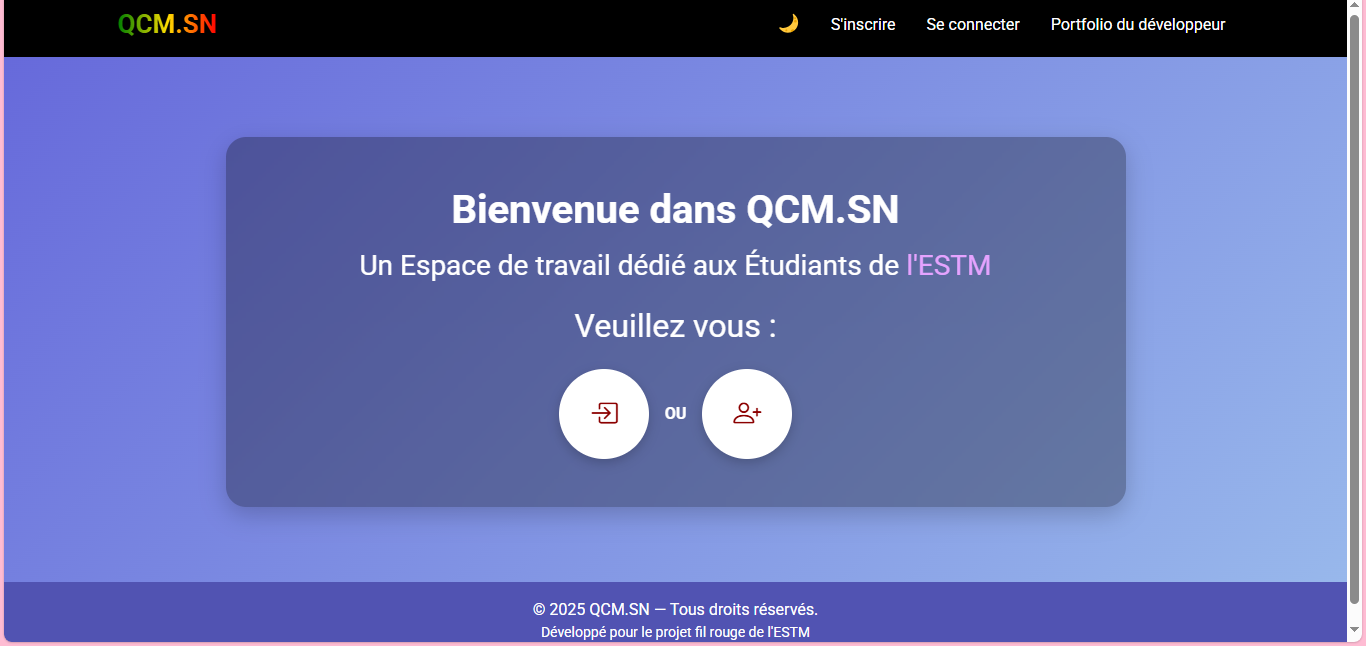 QCM.SN
S'inscrire
Se connecter
Portfolio du développeur
Bienvenue dans QCM.SN
Un Espace de travail dédié aux Étudiants de l'ESTM
Veuillez vous :
OU
© 2025 QCM.SN — Tous droits réservés.
Développé pour le projet fil rouge de l'ESTM